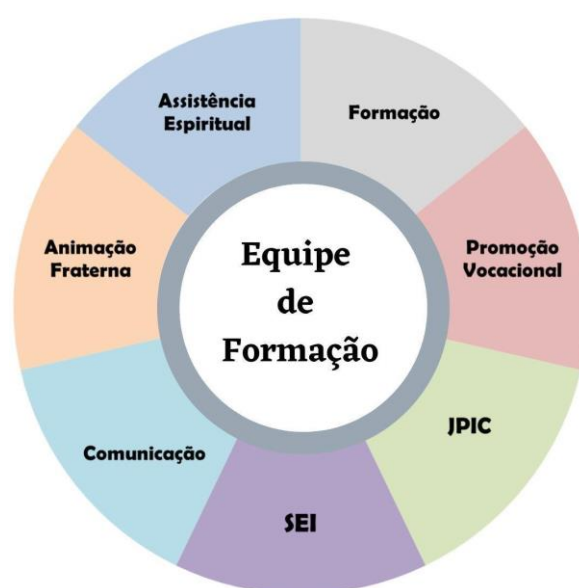 Equipe
de
Formação
Formação
Promoção
Vocacional
JPIC
SEI
Comunicação
Animação
Fraterna
Assistência
Espiritual